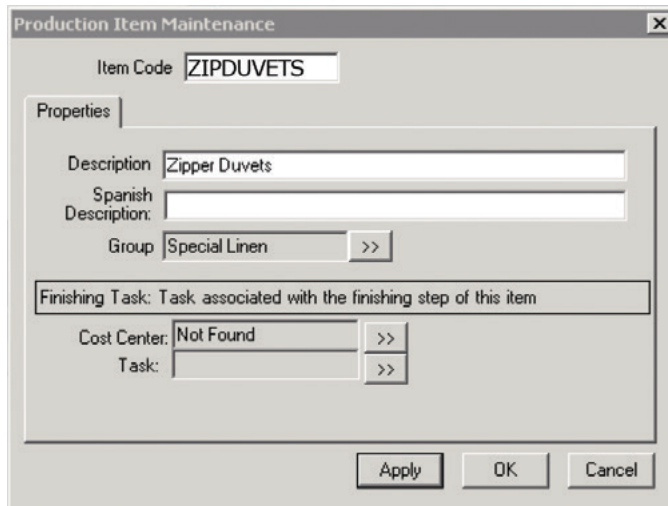 Production Item Maintenance
Item Code ZIPDUVETS
Properties
Description Zipper Duvets
Spanish
Description:
Group Special Linen >>
Finishing Task: Task associated with the finishing step of this item
Cost Center: Not Found >>
Task: >>
Apply OK Cancel